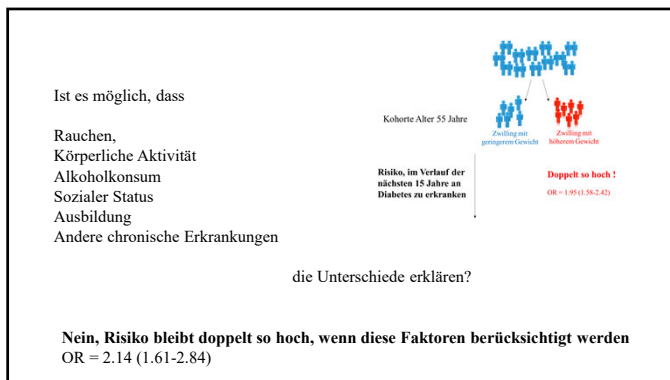 Ist es möglich, dass
Rauchen,
Körperliche Aktivität
Alkoholkonsum
Sozialer Status
Ausbildung
Andere chronische Erkrankungen
Kohorte Alter 55 Jahre
Zwilling mit
geringerem Gewicht
Zwilling mit
höherem Gewicht
Risiko, im Verlauf der
nächsten 15 Jahre an
Diabetes zu erkranken
Doppelt so hoch !
OR = 1.95 (1.58-2.42)
die Unterschiede erklären?
Nein, Risiko bleibt doppelt so hoch, wenn diese Faktoren berücksichtigt werden
OR = 2.14 (1.61-2.84)